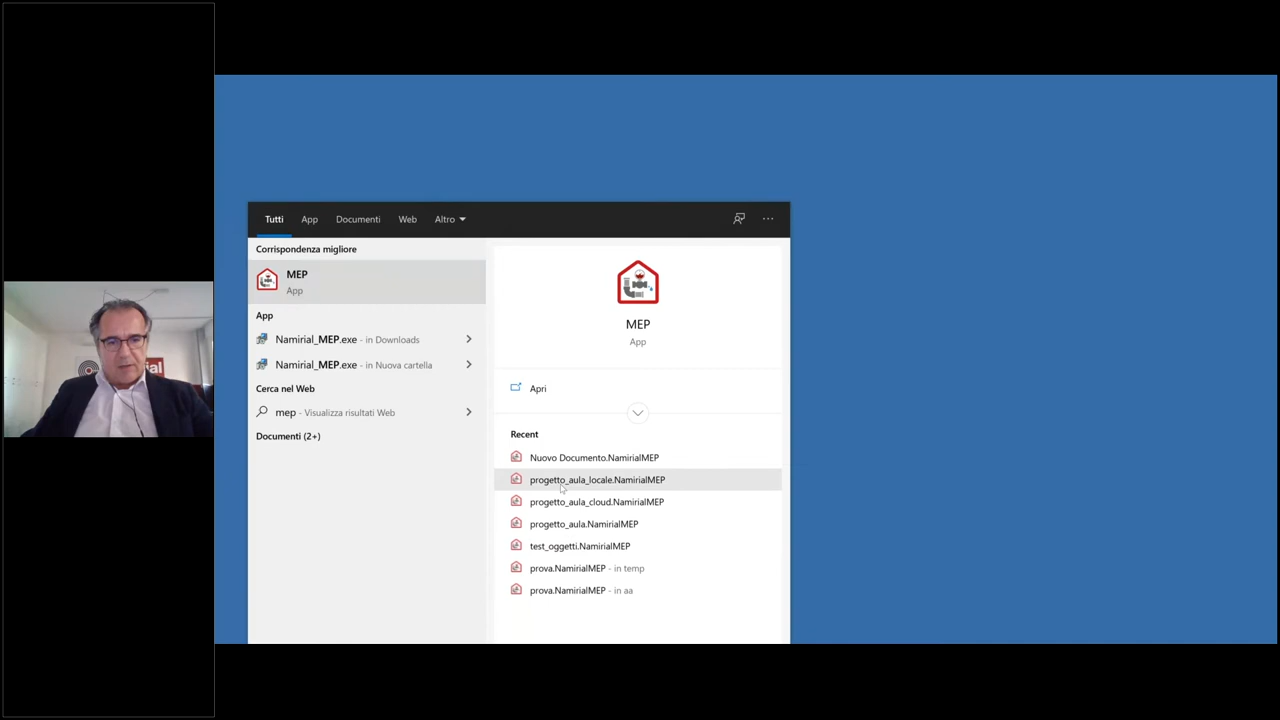 Tutti App Documenti Web Altro
Corrispondenza migliore
MEP
App
App
Namirial_MEP.exe - in Downloads
Namirial_MEP.exe - in Nuova cartella
Cerca nel Web
mep - Visualizza risultati Web
Documenti (2+)
MEP
App
Apri
Recent
Nuovo Documento.NamirialMEP
progetto_aula_locale.NamirialMEP
progetto_aula_cloud.NamirialMEP
progetto_aula.NamirialMEP
test_oggetti.NamirialMEP
prova.NamirialMEP - in temp
prova.NamirialMEP - in aa